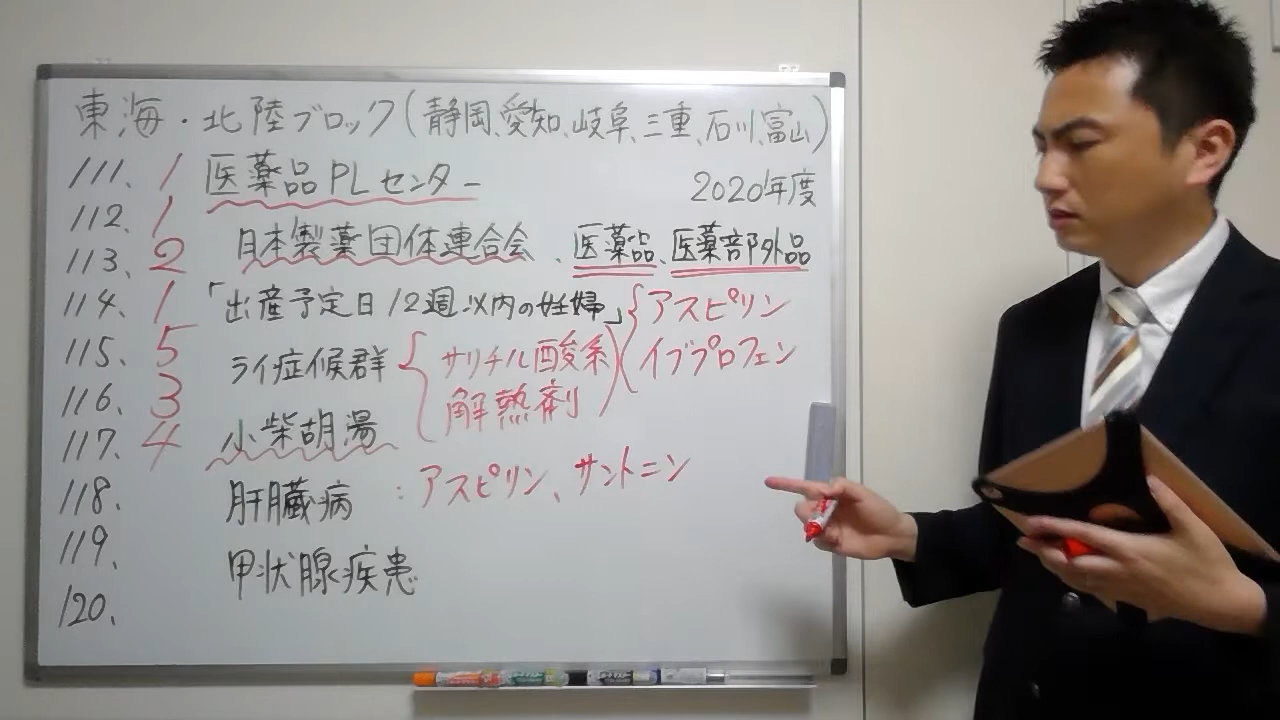 東海・北陸ブロック(静岡、愛知、岐阜、三重、石川、富山)
111. 1 医薬品PLセンター 2020年度
112. 1
日本製薬団体連合会、医薬品、医薬部外品
113. 2
114. 1 「出産予定日12週以内の妊婦」{アスピリン
115. 5 ライ症候群{サリチル酸系)(イブプロフェン
116. 3 解熱剤
117. 4 小柴胡湯
118. 肝臓病 : アスピリン、サントニン
119. 甲状腺疾患
120.